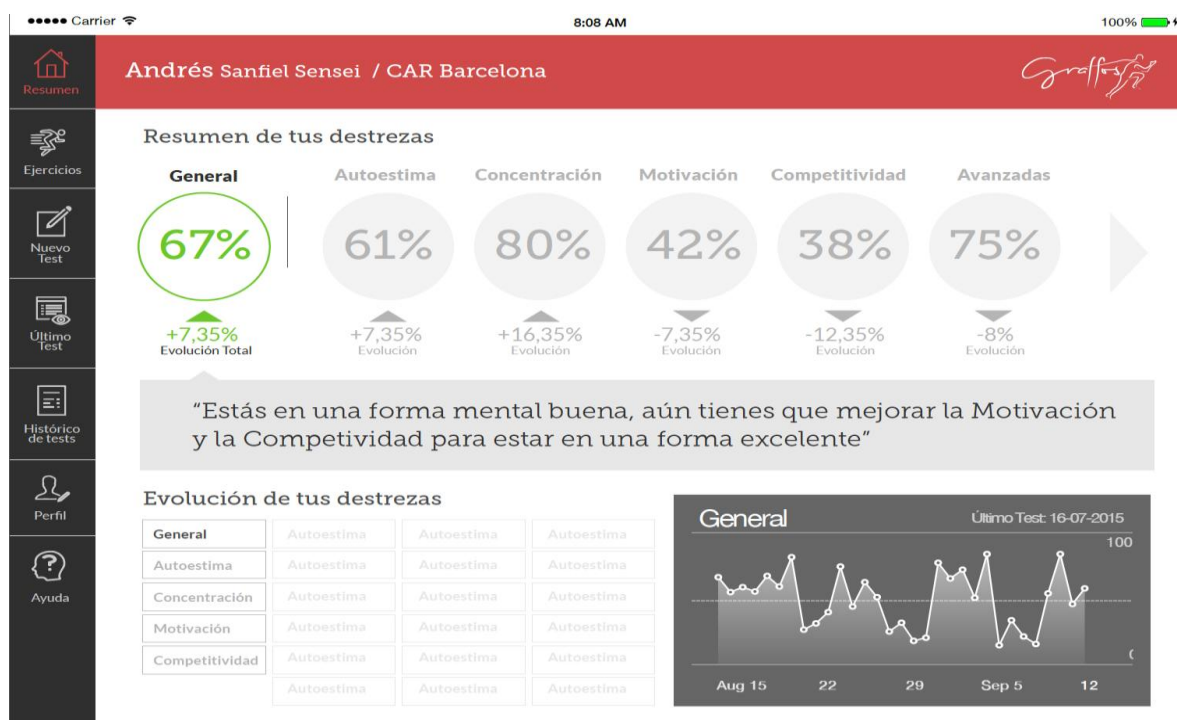 Carrier
8:08 AM
100%
Andrés Sanfiel Sensei / CAR Barcelona
Graffos
Resumen
Ejercicios
Nuevo
Test
Último
Test
Histórico
de tests
Perfil
Ayuda
Resumen de tus destrezas
General Autoestima Concentración Motivación Competitividad Avanzadas
67% 61% 80% 42% 38% 75%
+7,35% +7,35% +16,35% -7,35% -12,35% -8%
Evolución Total Evolución Evolución Evolución Evolución Evolución
“Estás en una forma mental buena, aún tienes que mejorar la Motivación
y la Competividad para estar en una forma excelente”
Evolución de tus destrezas
General Autoestima Autoestima Autoestima
Autoestima Autoestima Autoestima Autoestima
Concentración Autoestima Autoestima Autoestima
Motivación Autoestima Autoestima Autoestima
Competitividad Autoestima Autoestima Autoestima
Autoestima Autoestima Autoestima
General Último Test: 16-07-2015
100
Aug 15 22 29 Sep 5 12